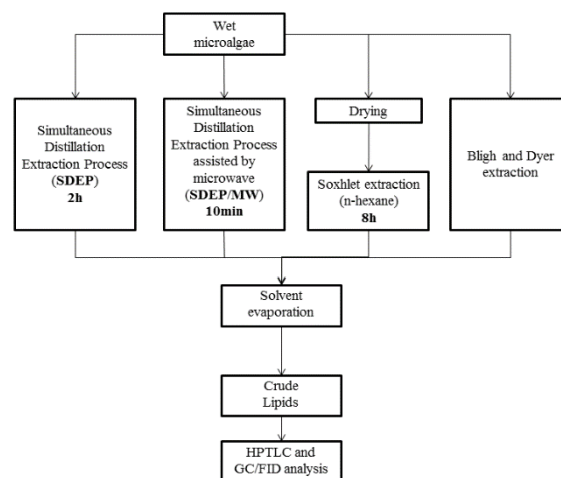 Wet
microalgae
Simultaneous
Distillation
Extraction Process
(SDEP)
2h
Simultaneous
Distillation
Extraction Process
assisted by
microwave
(SDEP/MW)
10min
Drying
Soxhlet extraction
(n-hexane)
8h
Bligh and Dyer
extraction
Solvent
evaporation
Crude
Lipids
HPTLC and
GC/FID analysis